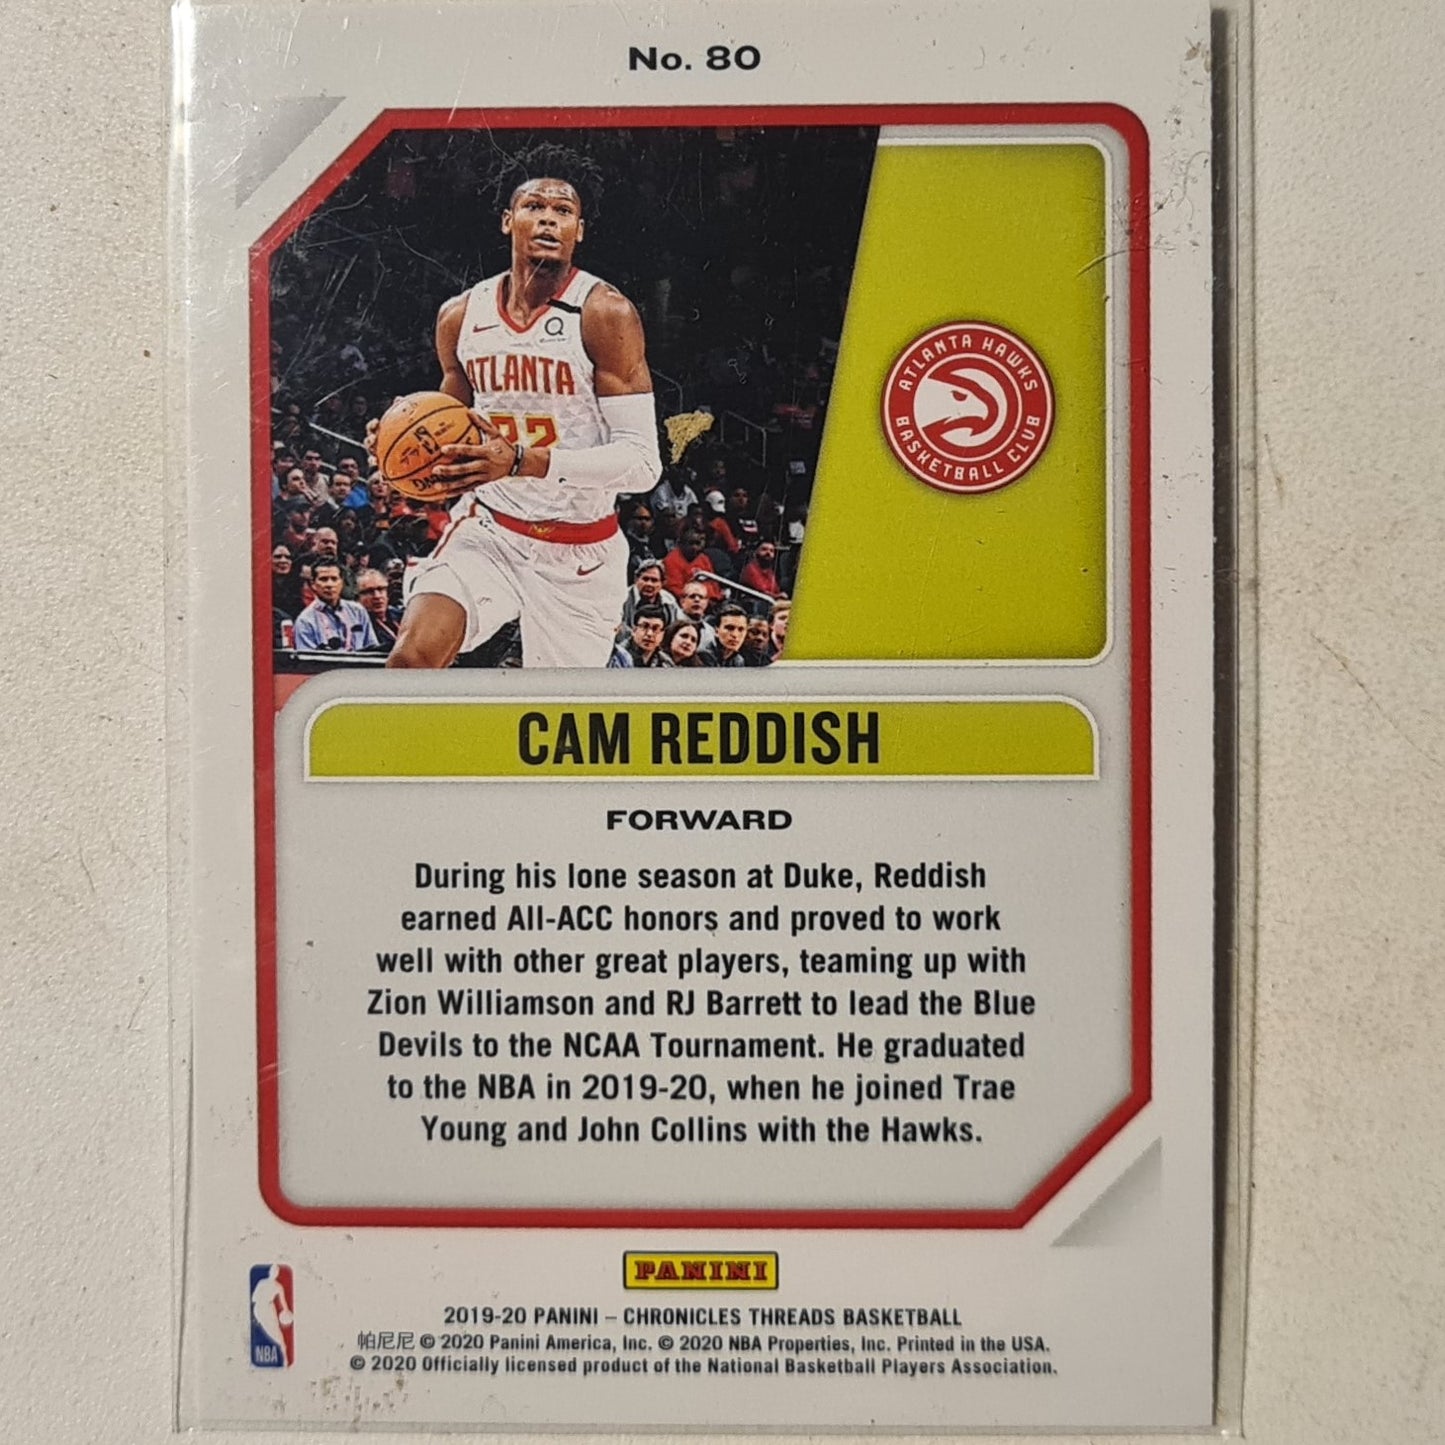 No. 80
ATLANTA HAWKS
BASKETBALL CLUB
ATLANTA
22
CAM REDDISH
FORWARD
During his lone season at Duke, Reddish
earned All-ACC honors and proved to work
well with other great players, teaming up with
Zion Williamson and RJ Barrett to lead the Blue
Devils to the NCAA Tournament. He graduated
to the NBA in 2019-20, when he joined Trae
Young and John Collins with the Hawks.
PANINI
NBA
2019-20 PANINI – CHRONICLES THREADS BASKETBALL
帕尼尼 © 2020 Panini America, Inc. © 2020 NBA Properties, Inc. Printed in the USA.
© 2020 Officially licensed product of the National Basketball Players Association.